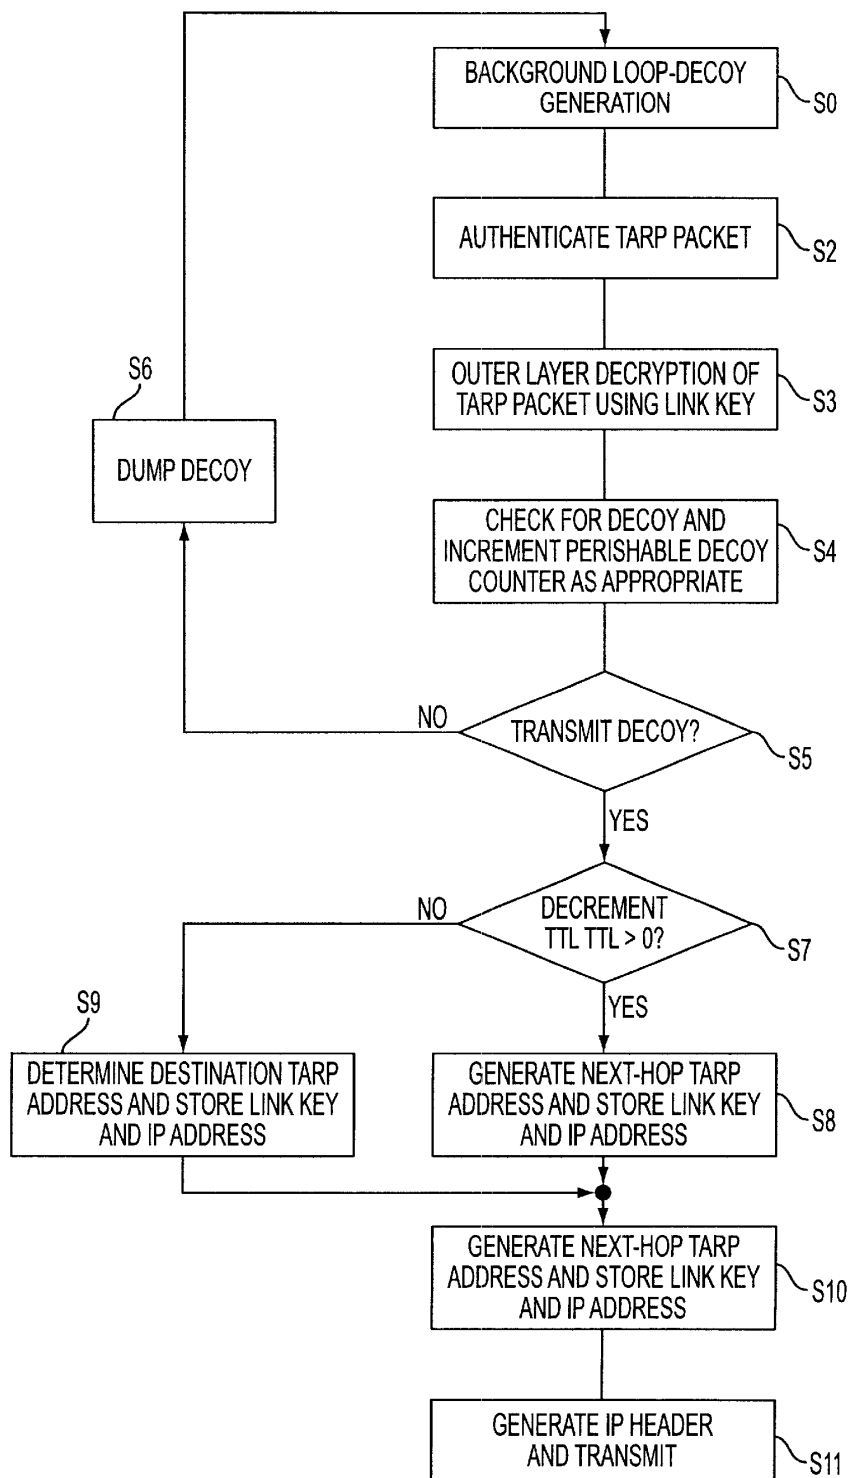 BACKGROUND LOOP-DECOY
GENERATION
S0
AUTHENTICATE TARP PACKET
S2
OUTER LAYER DECRYPTION OF
TARP PACKET USING LINK KEY
S3
S6
DUMP DECOY
CHECK FOR DECOY AND
INCREMENT PERISHABLE DECOY
COUNTER AS APPROPRIATE
S4
NO
TRANSMIT DECOY?
S5
YES
NO
DECREMENT
TTL TTL > 0?
S7
YES
S9
DETERMINE DESTINATION TARP
ADDRESS AND STORE LINK KEY
AND IP ADDRESS
GENERATE NEXT-HOP TARP
ADDRESS AND STORE LINK KEY
AND IP ADDRESS
S8
GENERATE NEXT-HOP TARP
ADDRESS AND STORE LINK KEY
AND IP ADDRESS
S10
GENERATE IP HEADER
AND TRANSMIT
S11